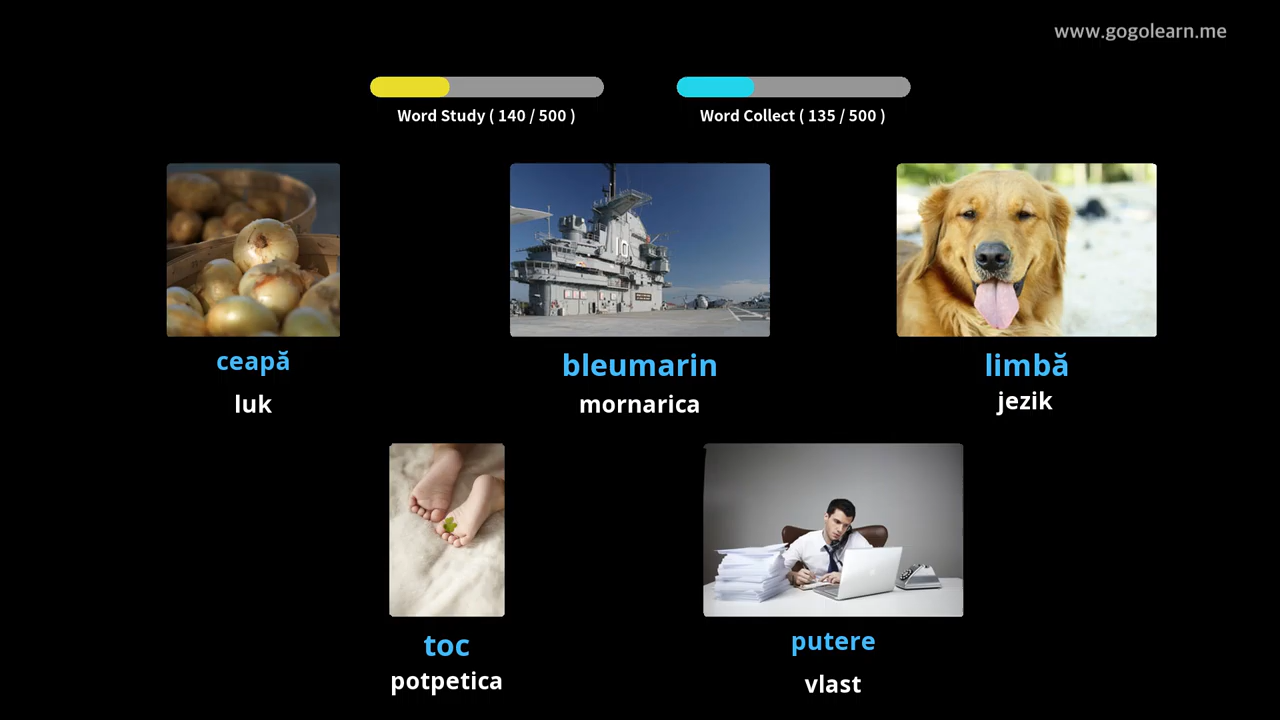 www.gogolearn.me
Word Study ( 140 / 500 )
Word Collect ( 135 / 500 )
ceapă
luk
bleumarin
mornarica
limbă
jezik
toc
potpetica
putere
vlast